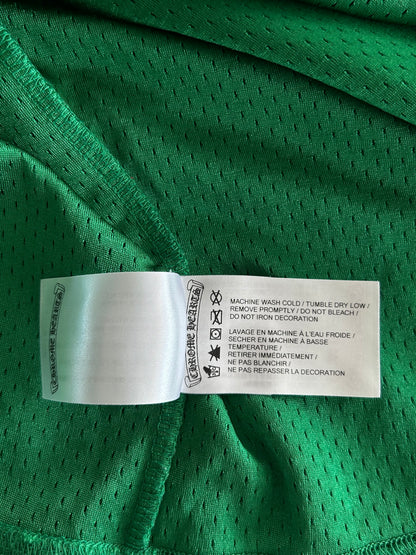 CHROME HEARTS
CHROME HEARTS
MACHINE WASH COLD / TUMBLE DRY LOW /
REMOVE PROMPTLY / DO NOT BLEACH /
DO NOT IRON DECORATION
LAVAGE EN MACHINE À L'EAU FROIDE /
SECHER EN MACHINE À BASSE
TEMPERATURE /
RETIRER IMMÉDIATEMENT /
NE PAS BLANCHIR /
NE PAS REPASSER LA DECORATION